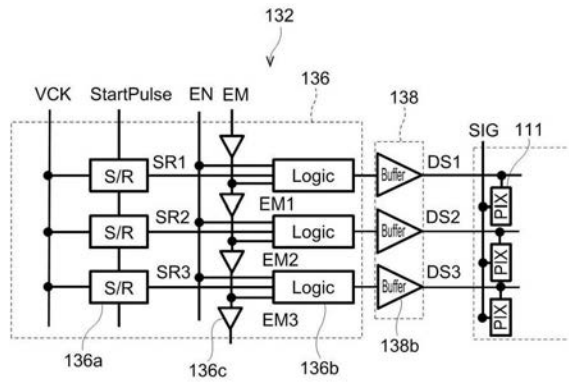 132
136
138
VCK StartPulse EN EM
SIG 111
S/R SR1 Logic Buffer DS1 PIX
EM1
S/R SR2 Logic Buffer DS2 PIX
EM2
S/R SR3 Logic Buffer DS3 PIX
EM3
136a 136c 136b 138b